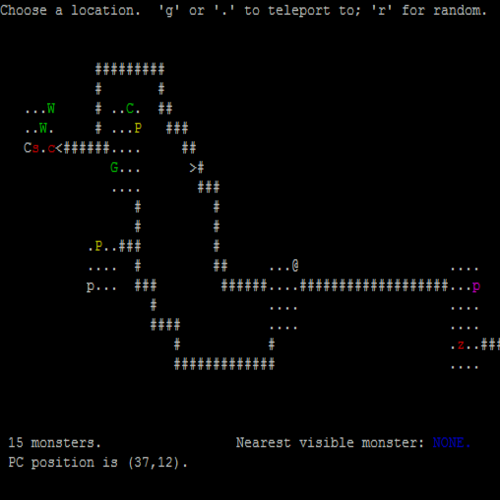 Choose a location.  'g' or '.' to teleport to; 'r' for random.
            #########
            #       #
   ...W     # ..C.  ##
   ..W.     # ...P   ###
   Cs.c<######....     ##
              G...      >#
              ....       ###
                 #         #
                 #         #
           .P..###         #
           ....  #         ##     ...@                   ....
           p...  ###        ######....###################...p
                   #              ....                   ....
                   ####           ....                   ....
                      #           #                      .z..###
                      #############                      ....
15 monsters.                 Nearest visible monster: NONE.
PC position is (37,12).